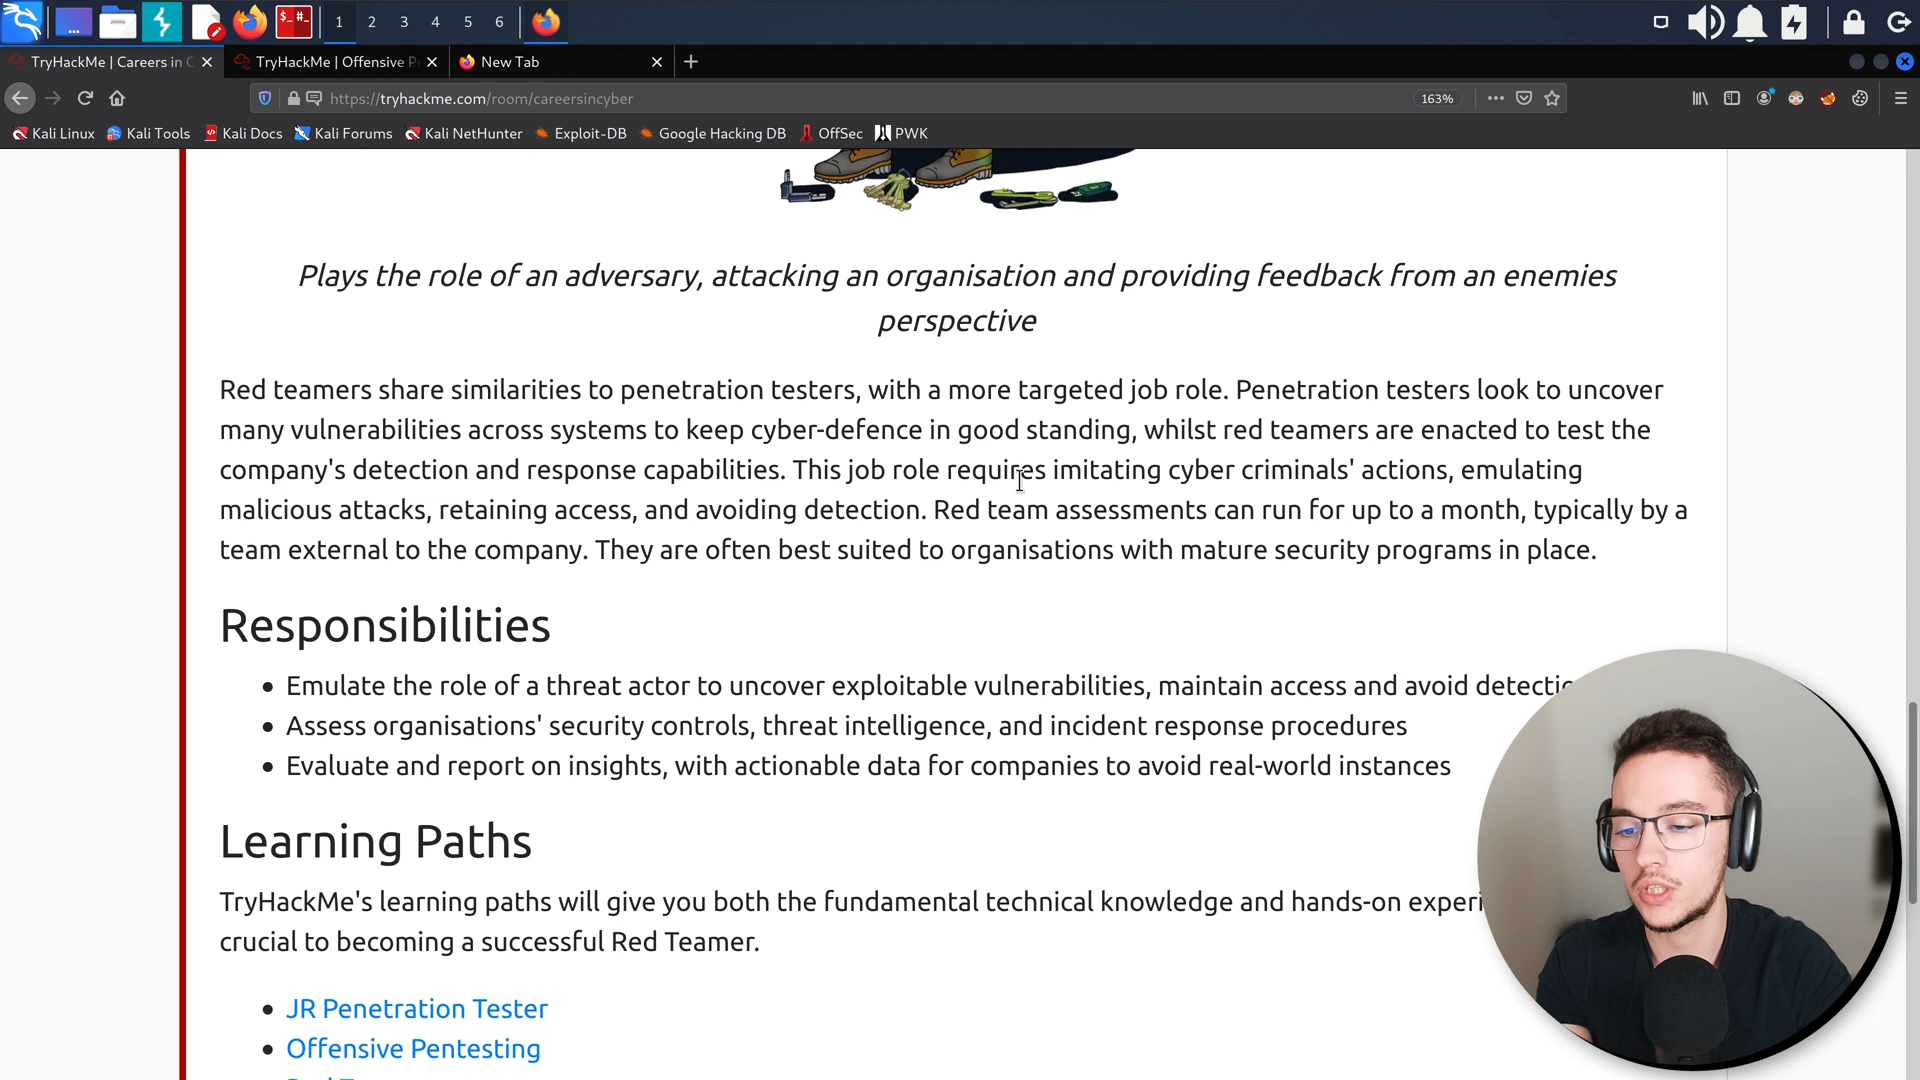 1 2 3 4 5 6
TryHackMe | Careers in C
TryHackMe | Offensive P
New Tab
https://tryhackme.com/room/careersincyber
163%
Kali Linux
Kali Tools
Kali Docs
Kali Forums
Kali NetHunter
Exploit-DB
Google Hacking DB
OffSec
PWK
Plays the role of an adversary, attacking an organisation and providing feedback from an enemies
perspective
Red teamers share similarities to penetration testers, with a more targeted job role. Penetration testers look to uncover
many vulnerabilities across systems to keep cyber-defence in good standing, whilst red teamers are enacted to test the
company's detection and response capabilities. This job role requires imitating cyber criminals' actions, emulating
malicious attacks, retaining access, and avoiding detection. Red team assessments can run for up to a month, typically by a
team external to the company. They are often best suited to organisations with mature security programs in place.
Responsibilities
• Emulate the role of a threat actor to uncover exploitable vulnerabilities, maintain access and avoid detectio
• Assess organisations' security controls, threat intelligence, and incident response procedures
• Evaluate and report on insights, with actionable data for companies to avoid real-world instances
Learning Paths
TryHackMe's learning paths will give you both the fundamental technical knowledge and hands-on experi
crucial to becoming a successful Red Teamer.
• JR Penetration Tester
• Offensive Pentesting